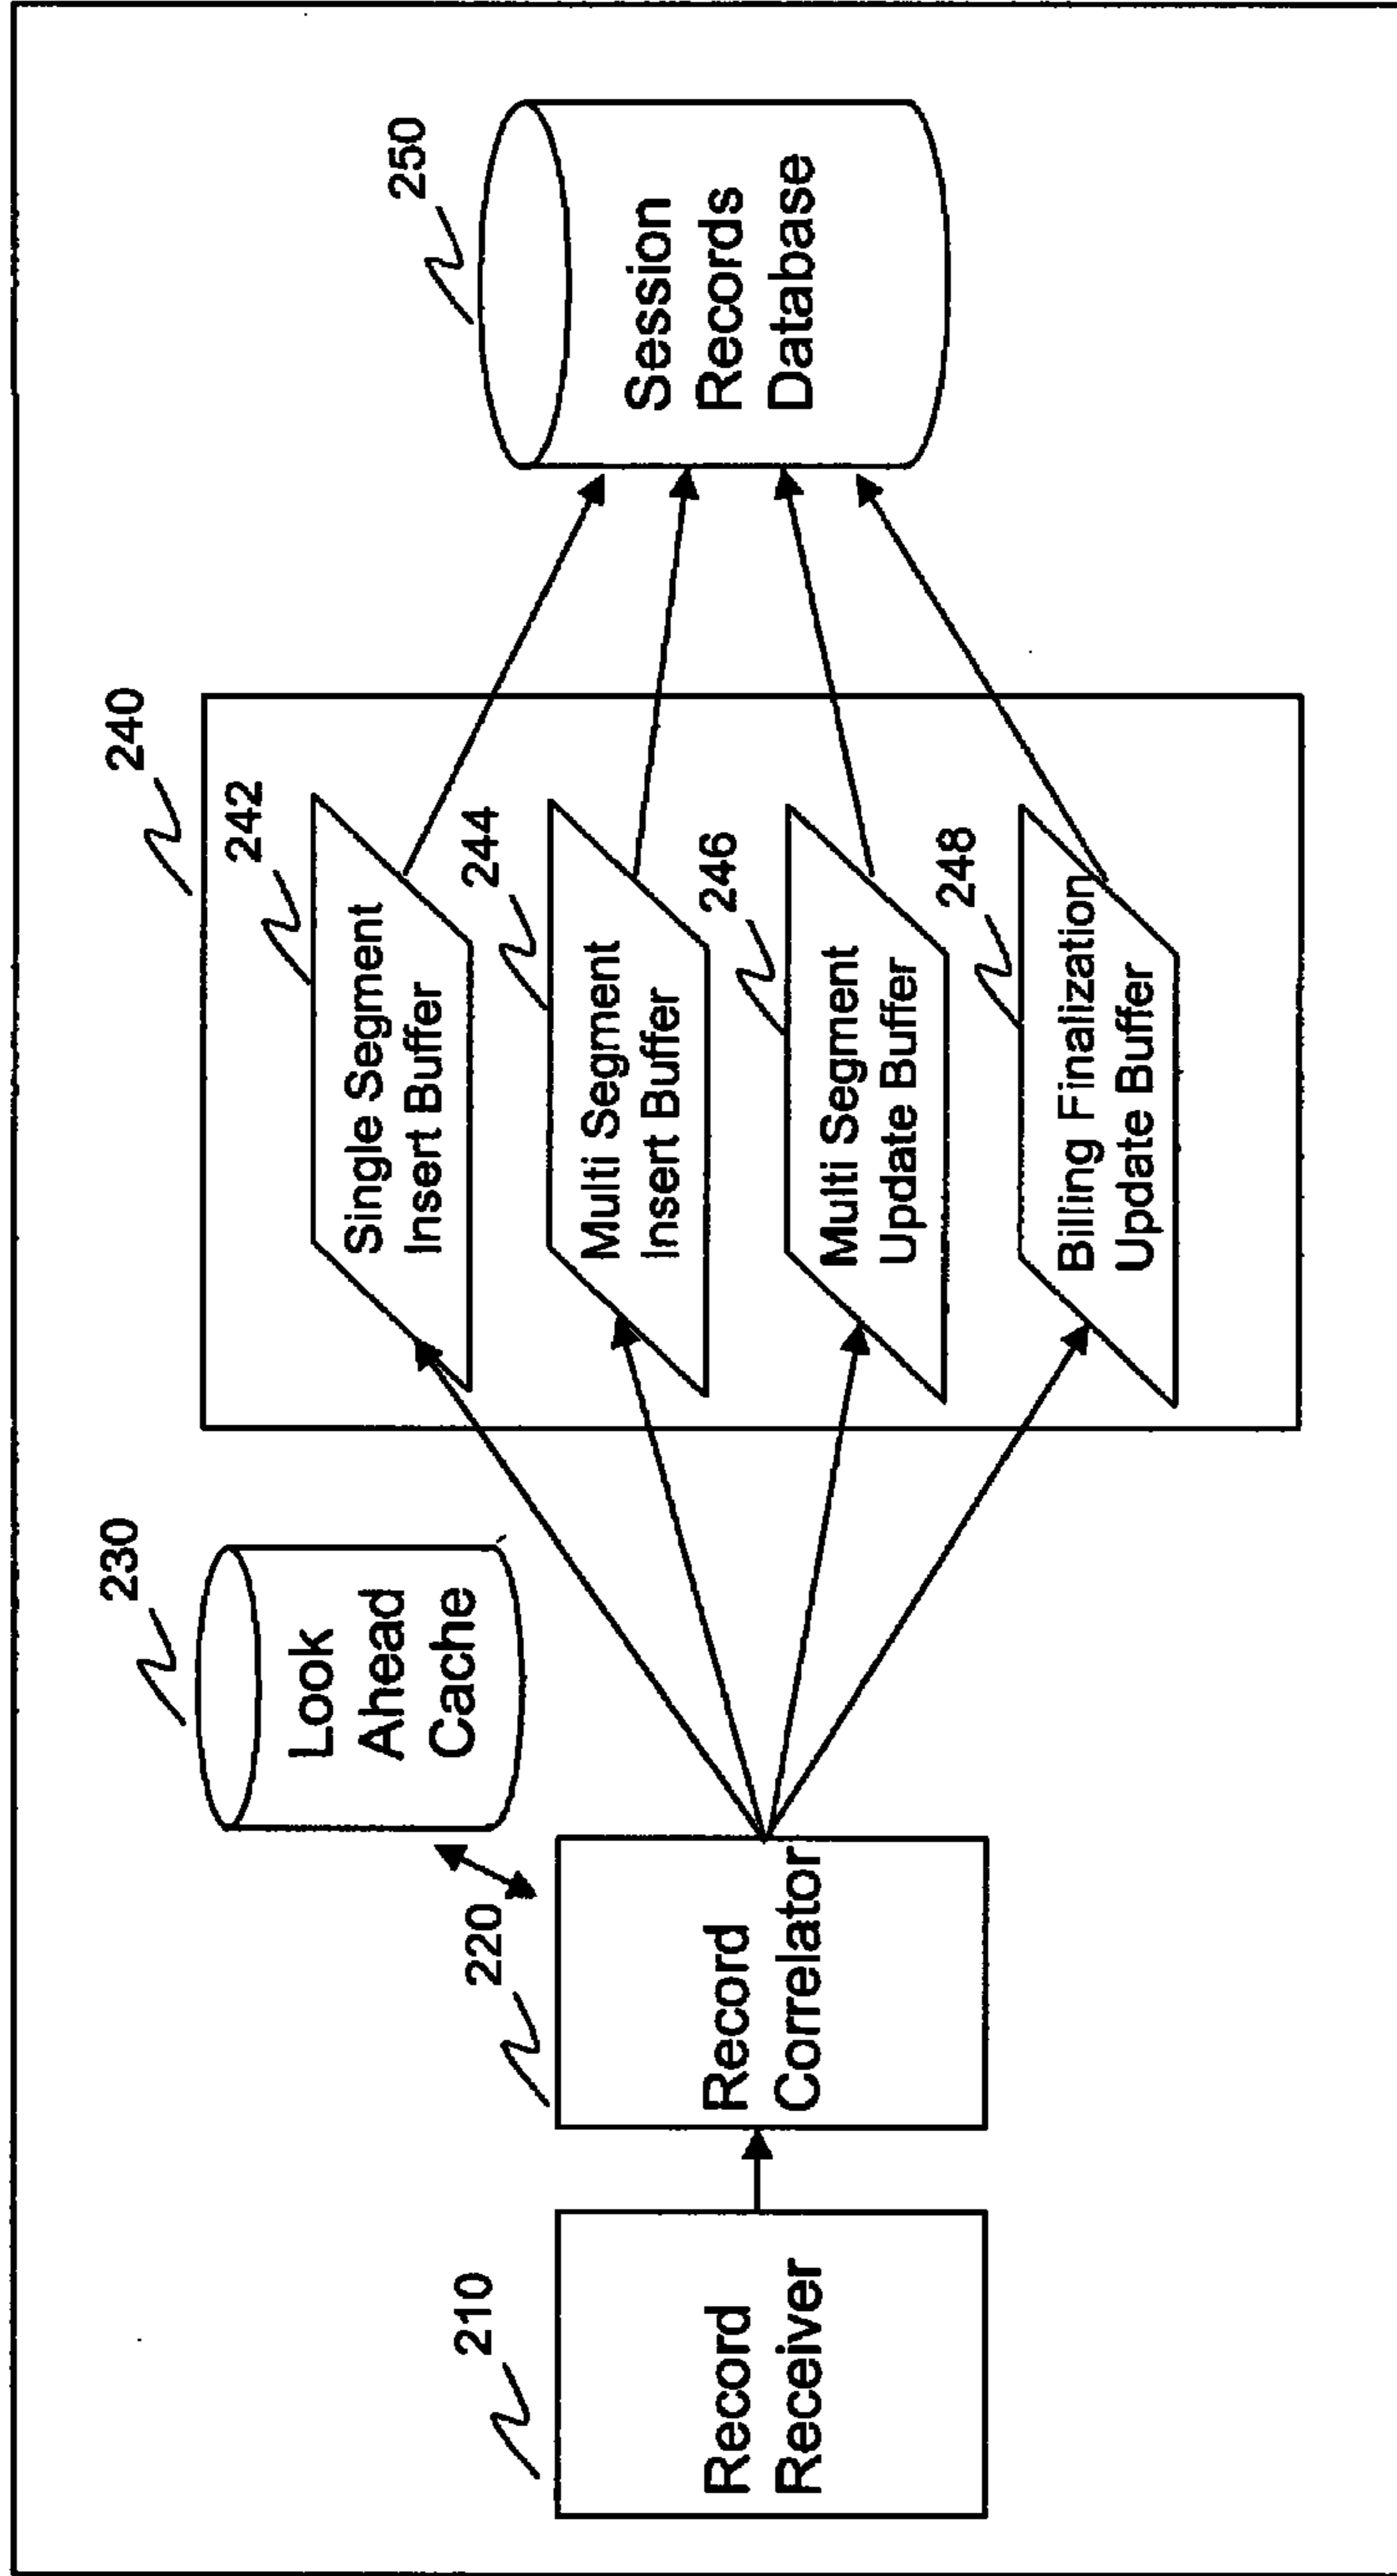 210
Record
Receiver
220
Record
Correlator
230
Look
Ahead
Cache
240
242
Single Segment
Insert Buffer
244
Multi Segment
Insert Buffer
246
Multi Segment
Update Buffer
248
Billing Finalization
Update Buffer
250
Session
Records
Database